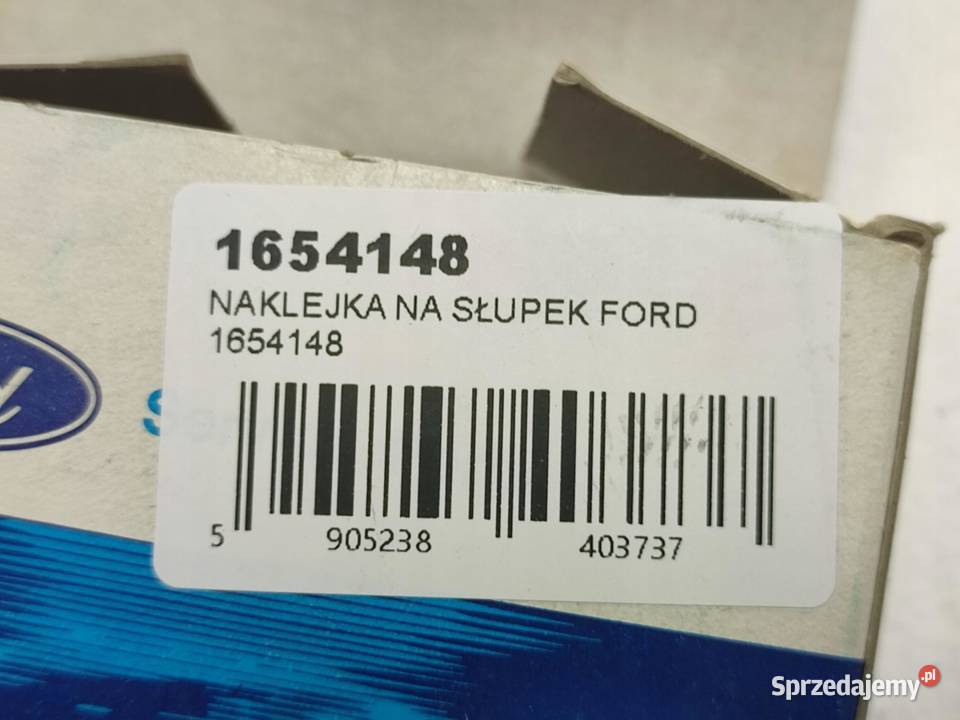 1654148
NAKLEJKA NA SŁUPEK FORD
1654148
5 905238 403737
Sprzedajemy.pl